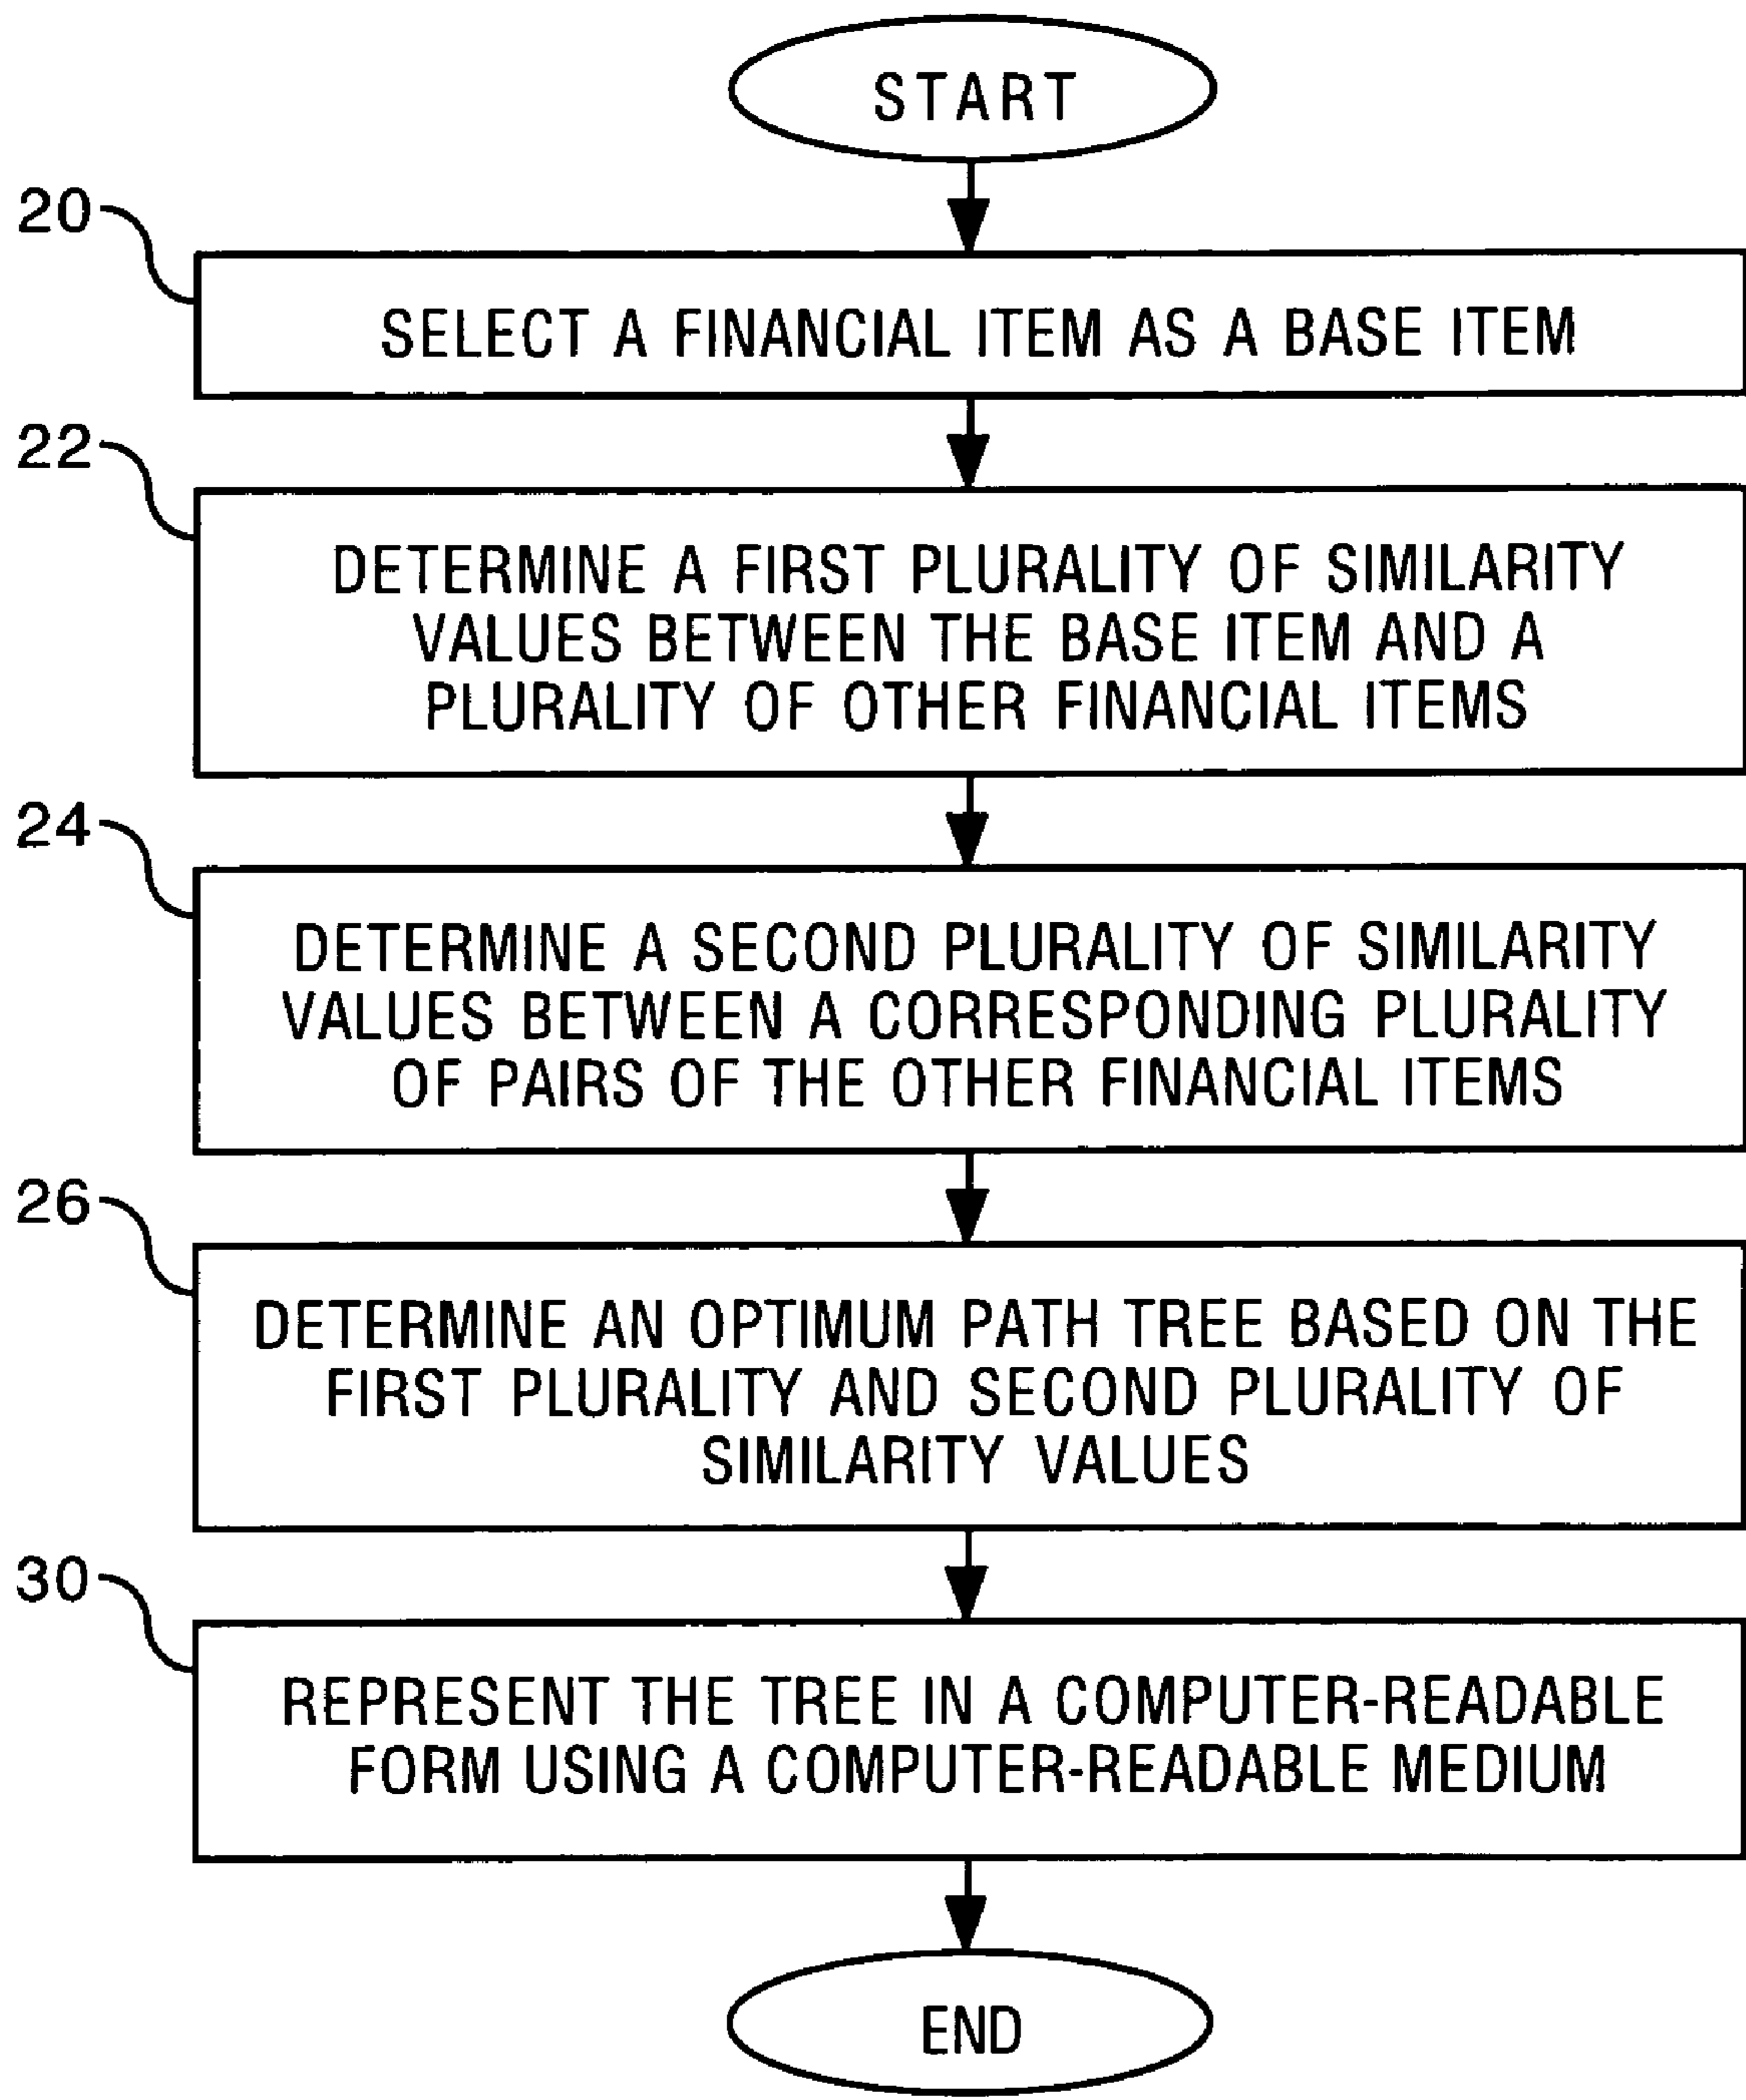 START
20
SELECT A FINANCIAL ITEM AS A BASE ITEM
22
DETERMINE A FIRST PLURALITY OF SIMILARITY
VALUES BETWEEN THE BASE ITEM AND A
PLURALITY OF OTHER FINANCIAL ITEMS
24
DETERMINE A SECOND PLURALITY OF SIMILARITY
VALUES BETWEEN A CORRESPONDING PLURALITY
OF PAIRS OF THE OTHER FINANCIAL ITEMS
26
DETERMINE AN OPTIMUM PATH TREE BASED ON THE
FIRST PLURALITY AND SECOND PLURALITY OF
SIMILARITY VALUES
30
REPRESENT THE TREE IN A COMPUTER-READABLE
FORM USING A COMPUTER-READABLE MEDIUM
END